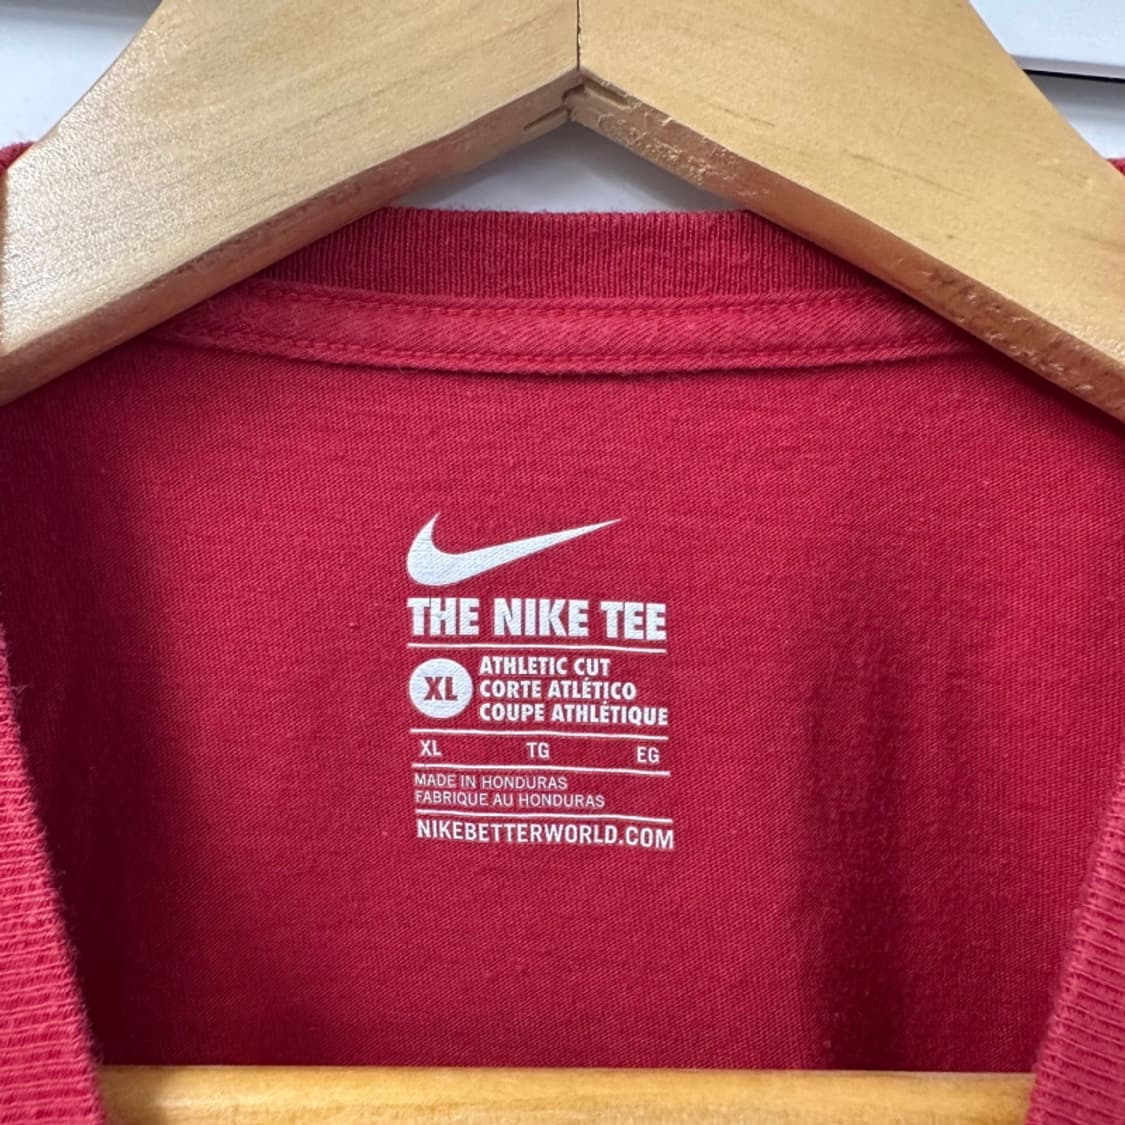 THE NIKE TEE
XL
ATHLETIC CUT
CORTE ATLÉTICO
COUPE ATHLÉTIQUE
XL TG EG
MADE IN HONDURAS
FABRIQUE AU HONDURAS
NIKEBETTERWORLD.COM